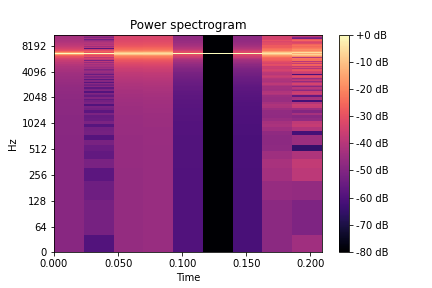 Power spectrogram
8192
4096
2048
1024
512
256
128
64
0
Hz
0.000 0.050 0.100 0.150 0.200
Time
+0 dB
-10 dB
-20 dB
-30 dB
-40 dB
-50 dB
-60 dB
-70 dB
-80 dB